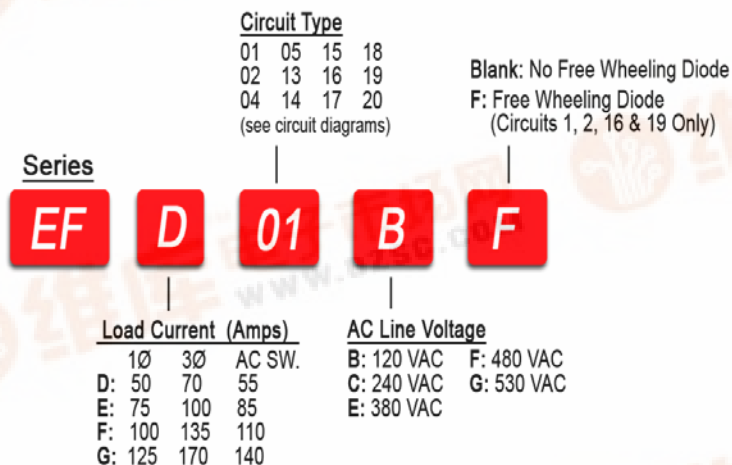 Circuit Type
01 05 15 18
02 13 16 19
04 14 17 20
(see circuit diagrams)
Blank: No Free Wheeling Diode
F: Free Wheeling Diode
(Circuits 1, 2, 16 & 19 Only)
Series
EF D 01 B F
Load Current (Amps)
1Ø 3Ø AC SW.
D: 50 70 55
E: 75 100 85
F: 100 135 110
G: 125 170 140
AC Line Voltage
B: 120 VAC F: 480 VAC
C: 240 VAC G: 530 VAC
E: 380 VAC